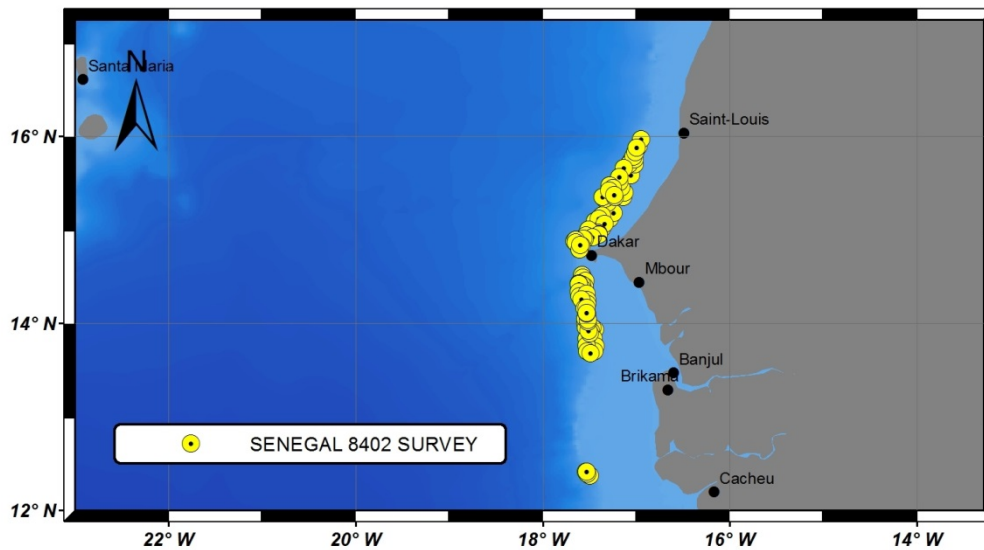 N
Santa Maria
16° N
Saint-Louis
Dakar
Mbour
14° N
Banjul
Brikama
SENEGAL 8402 SURVEY
Cacheu
12° N
22° W
20° W
18° W
16° W
14° W